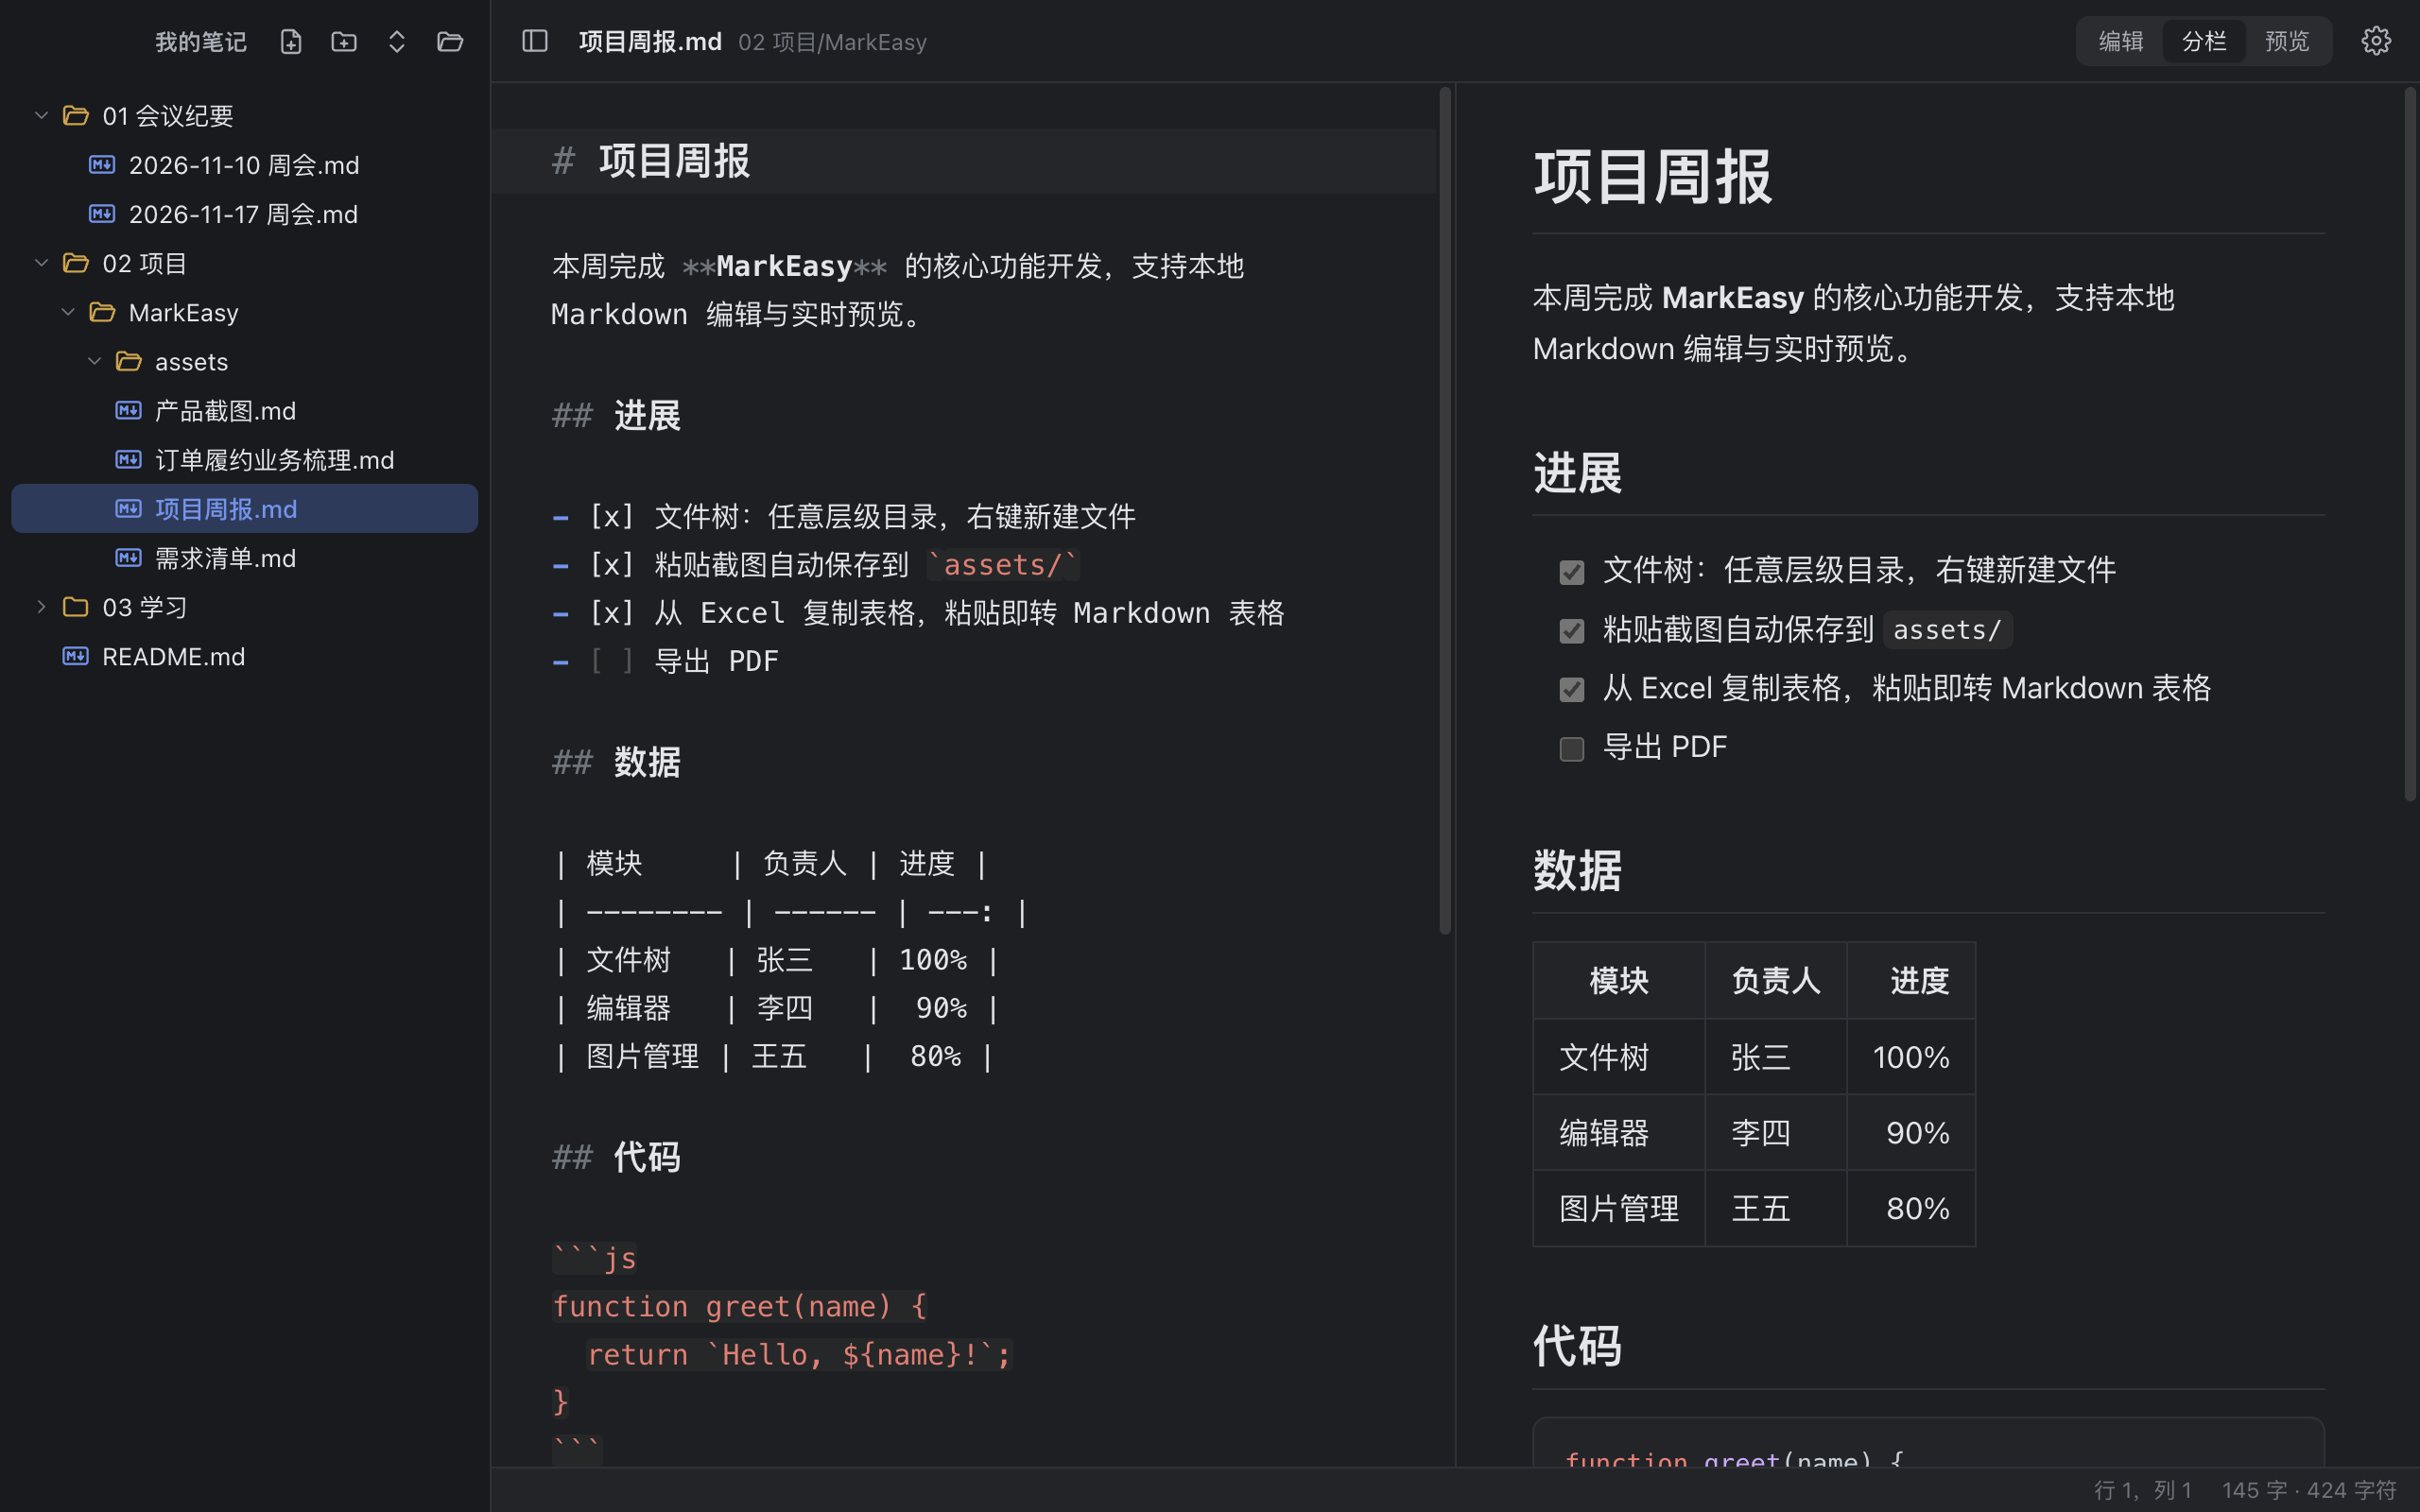 我的笔记
01 会议纪要
2026-11-10 周会.md
2026-11-17 周会.md
02 项目
MarkEasy
assets
产品截图.md
订单履约业务梳理.md
项目周报.md
需求清单.md
03 学习
README.md
项目周报.md 02 项目/MarkEasy
编辑 分栏 预览
# 项目周报
本周完成 **MarkEasy** 的核心功能开发，支持本地
Markdown 编辑与实时预览。
## 进展
- [x] 文件树：任意层级目录，右键新建文件
- [x] 粘贴截图自动保存到 `assets/`
- [x] 从 Excel 复制表格，粘贴即转 Markdown 表格
- [ ] 导出 PDF
## 数据
| 模块     | 负责人 | 进度 |
| -------- | ------ | ---: |
| 文件树   | 张三   | 100% |
| 编辑器   | 李四   |  90% |
| 图片管理 | 王五   |  80% |
## 代码
```js
function greet(name) {
  return `Hello, ${name}!`;
}
```
项目周报
本周完成 MarkEasy 的核心功能开发，支持本地
Markdown 编辑与实时预览。
进展
文件树：任意层级目录，右键新建文件
粘贴截图自动保存到 assets/
从 Excel 复制表格，粘贴即转 Markdown 表格
导出 PDF
数据
模块 负责人 进度
文件树 张三 100%
编辑器 李四 90%
图片管理 王五 80%
代码
function greet(name) {
行 1，列 1 145 字 · 424 字符